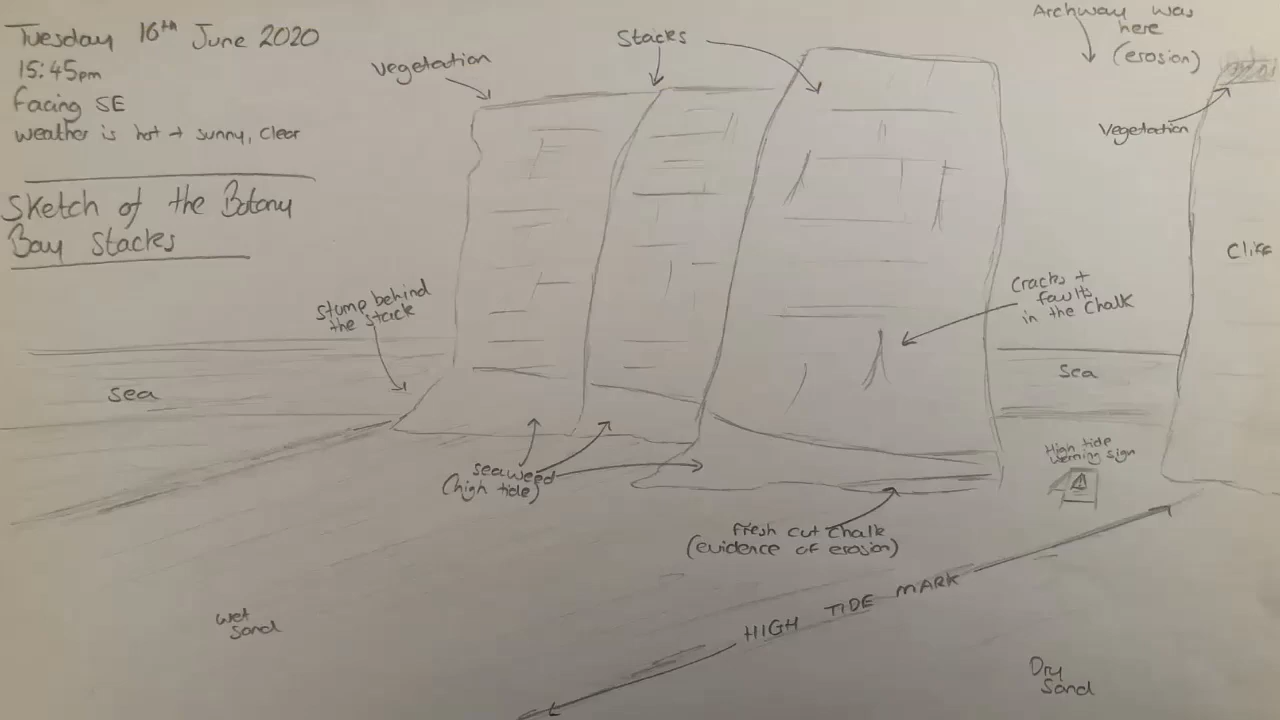 Tuesday 16th June 2020
15:45pm
Facing SE
weather is hot + sunny, clear
Sketch of the Botany
Bay Stacks
Vegetation
Stacks
Archway was
here
(erosion)
Vegetation
Cliff
Stump behind
the stack
Cracks +
faults
in the Chalk
Sea
Sea
High tide
warning sign
Seaweed
(high tide)
Fresh cut chalk
(evidence of erosion)
HIGH TIDE MARK
Wet
Sand
Dry
Sand